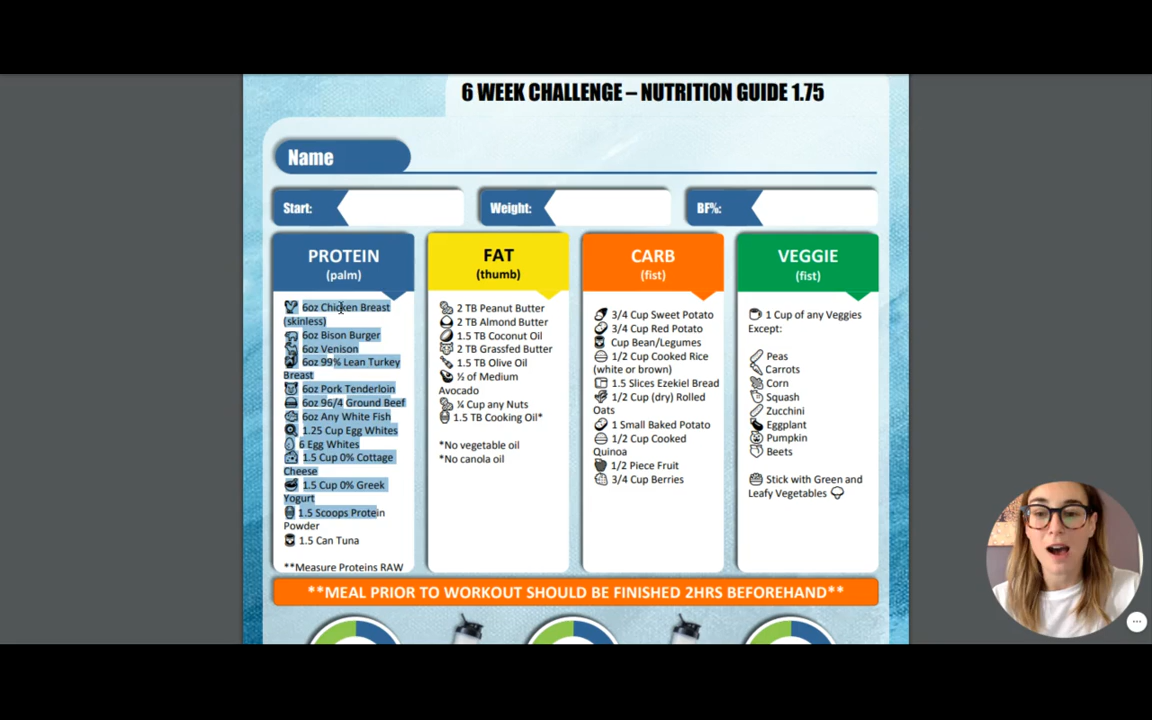 6 WEEK CHALLENGE – NUTRITION GUIDE 1.75
Name
Start:
Weight:
BF%:
PROTEIN
(palm)
6oz Chicken Breast
(skinless)
6oz Bison Burger
6oz Venison
6oz 99% Lean Turkey
Breast
6oz Pork Tenderloin
6oz 96/4 Ground Beef
6oz Any White Fish
1.25 Cup Egg Whites
6 Egg Whites
1.5 Cup 0% Cottage
Cheese
1.5 Cup 0% Greek
Yogurt
1.5 Scoops Protein
Powder
1.5 Can Tuna
**Measure Proteins RAW
FAT
(thumb)
2 TB Peanut Butter
2 TB Almond Butter
1.5 TB Coconut Oil
2 TB Grassfed Butter
1.5 TB Olive Oil
½ of Medium
Avocado
¼ Cup any Nuts
1.5 TB Cooking Oil*
*No vegetable oil
*No canola oil
CARB
(fist)
3/4 Cup Sweet Potato
3/4 Cup Red Potato
Cup Bean/Legumes
1/2 Cup Cooked Rice
(white or brown)
1.5 Slices Ezekiel Bread
1/2 Cup (dry) Rolled
Oats
1 Small Baked Potato
1/2 Cup Cooked
Quinoa
1/2 Piece Fruit
3/4 Cup Berries
VEGGIE
(fist)
1 Cup of any Veggies
Except:
Peas
Carrots
Corn
Squash
Zucchini
Eggplant
Pumpkin
Beets
Stick with Green and
Leafy Vegetables
**MEAL PRIOR TO WORKOUT SHOULD BE FINISHED 2HRS BEFOREHAND**